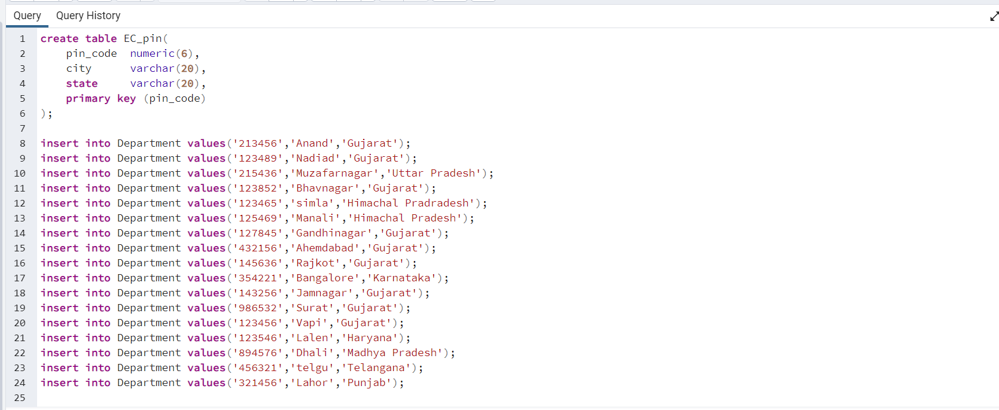 Query Query History
1 create table EC_pin(
2 pin_code numeric(6),
3 city varchar(20),
4 state varchar(20),
5 primary key (pin_code)
6 );
7
8 insert into Department values('213456','Anand','Gujarat');
9 insert into Department values('123489','Nadiad','Gujarat');
10 insert into Department values('215436','Muzafarnagar','Uttar Pradesh');
11 insert into Department values('123852','Bhavnagar','Gujarat');
12 insert into Department values('123465','simla','Himachal Pradradesh');
13 insert into Department values('125469','Manali','Himachal Pradesh');
14 insert into Department values('127845','Gandhinagar','Gujarat');
15 insert into Department values('432156','Ahemdabad','Gujarat');
16 insert into Department values('145636','Rajkot','Gujarat');
17 insert into Department values('354221','Bangalore','Karnataka');
18 insert into Department values('143256','Jamnagar','Gujarat');
19 insert into Department values('986532','Surat','Gujarat');
20 insert into Department values('123456','Vapi','Gujarat');
21 insert into Department values('123546','Lalen','Haryana');
22 insert into Department values('894576','Dhali','Madhya Pradesh');
23 insert into Department values('456321','telgu','Telangana');
24 insert into Department values('321456','Lahor','Punjab');
25